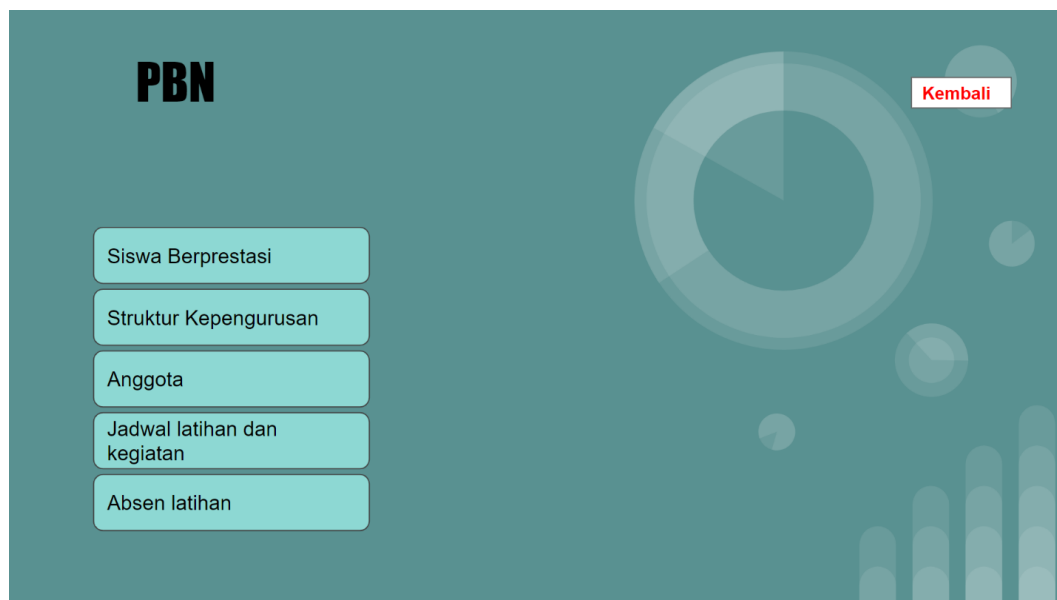 PBN
Kembali
Siswa Berprestasi
Struktur Kepengurusan
Anggota
Jadwal latihan dan
kegiatan
Absen latihan